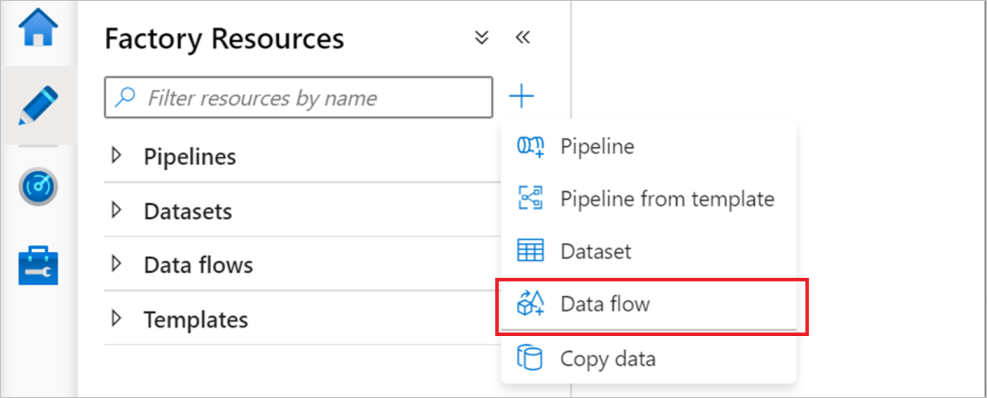 Factory Resources
Filter resources by name
Pipelines
Datasets
Data flows
Templates
Pipeline
Pipeline from template
Dataset
Data flow
Copy data